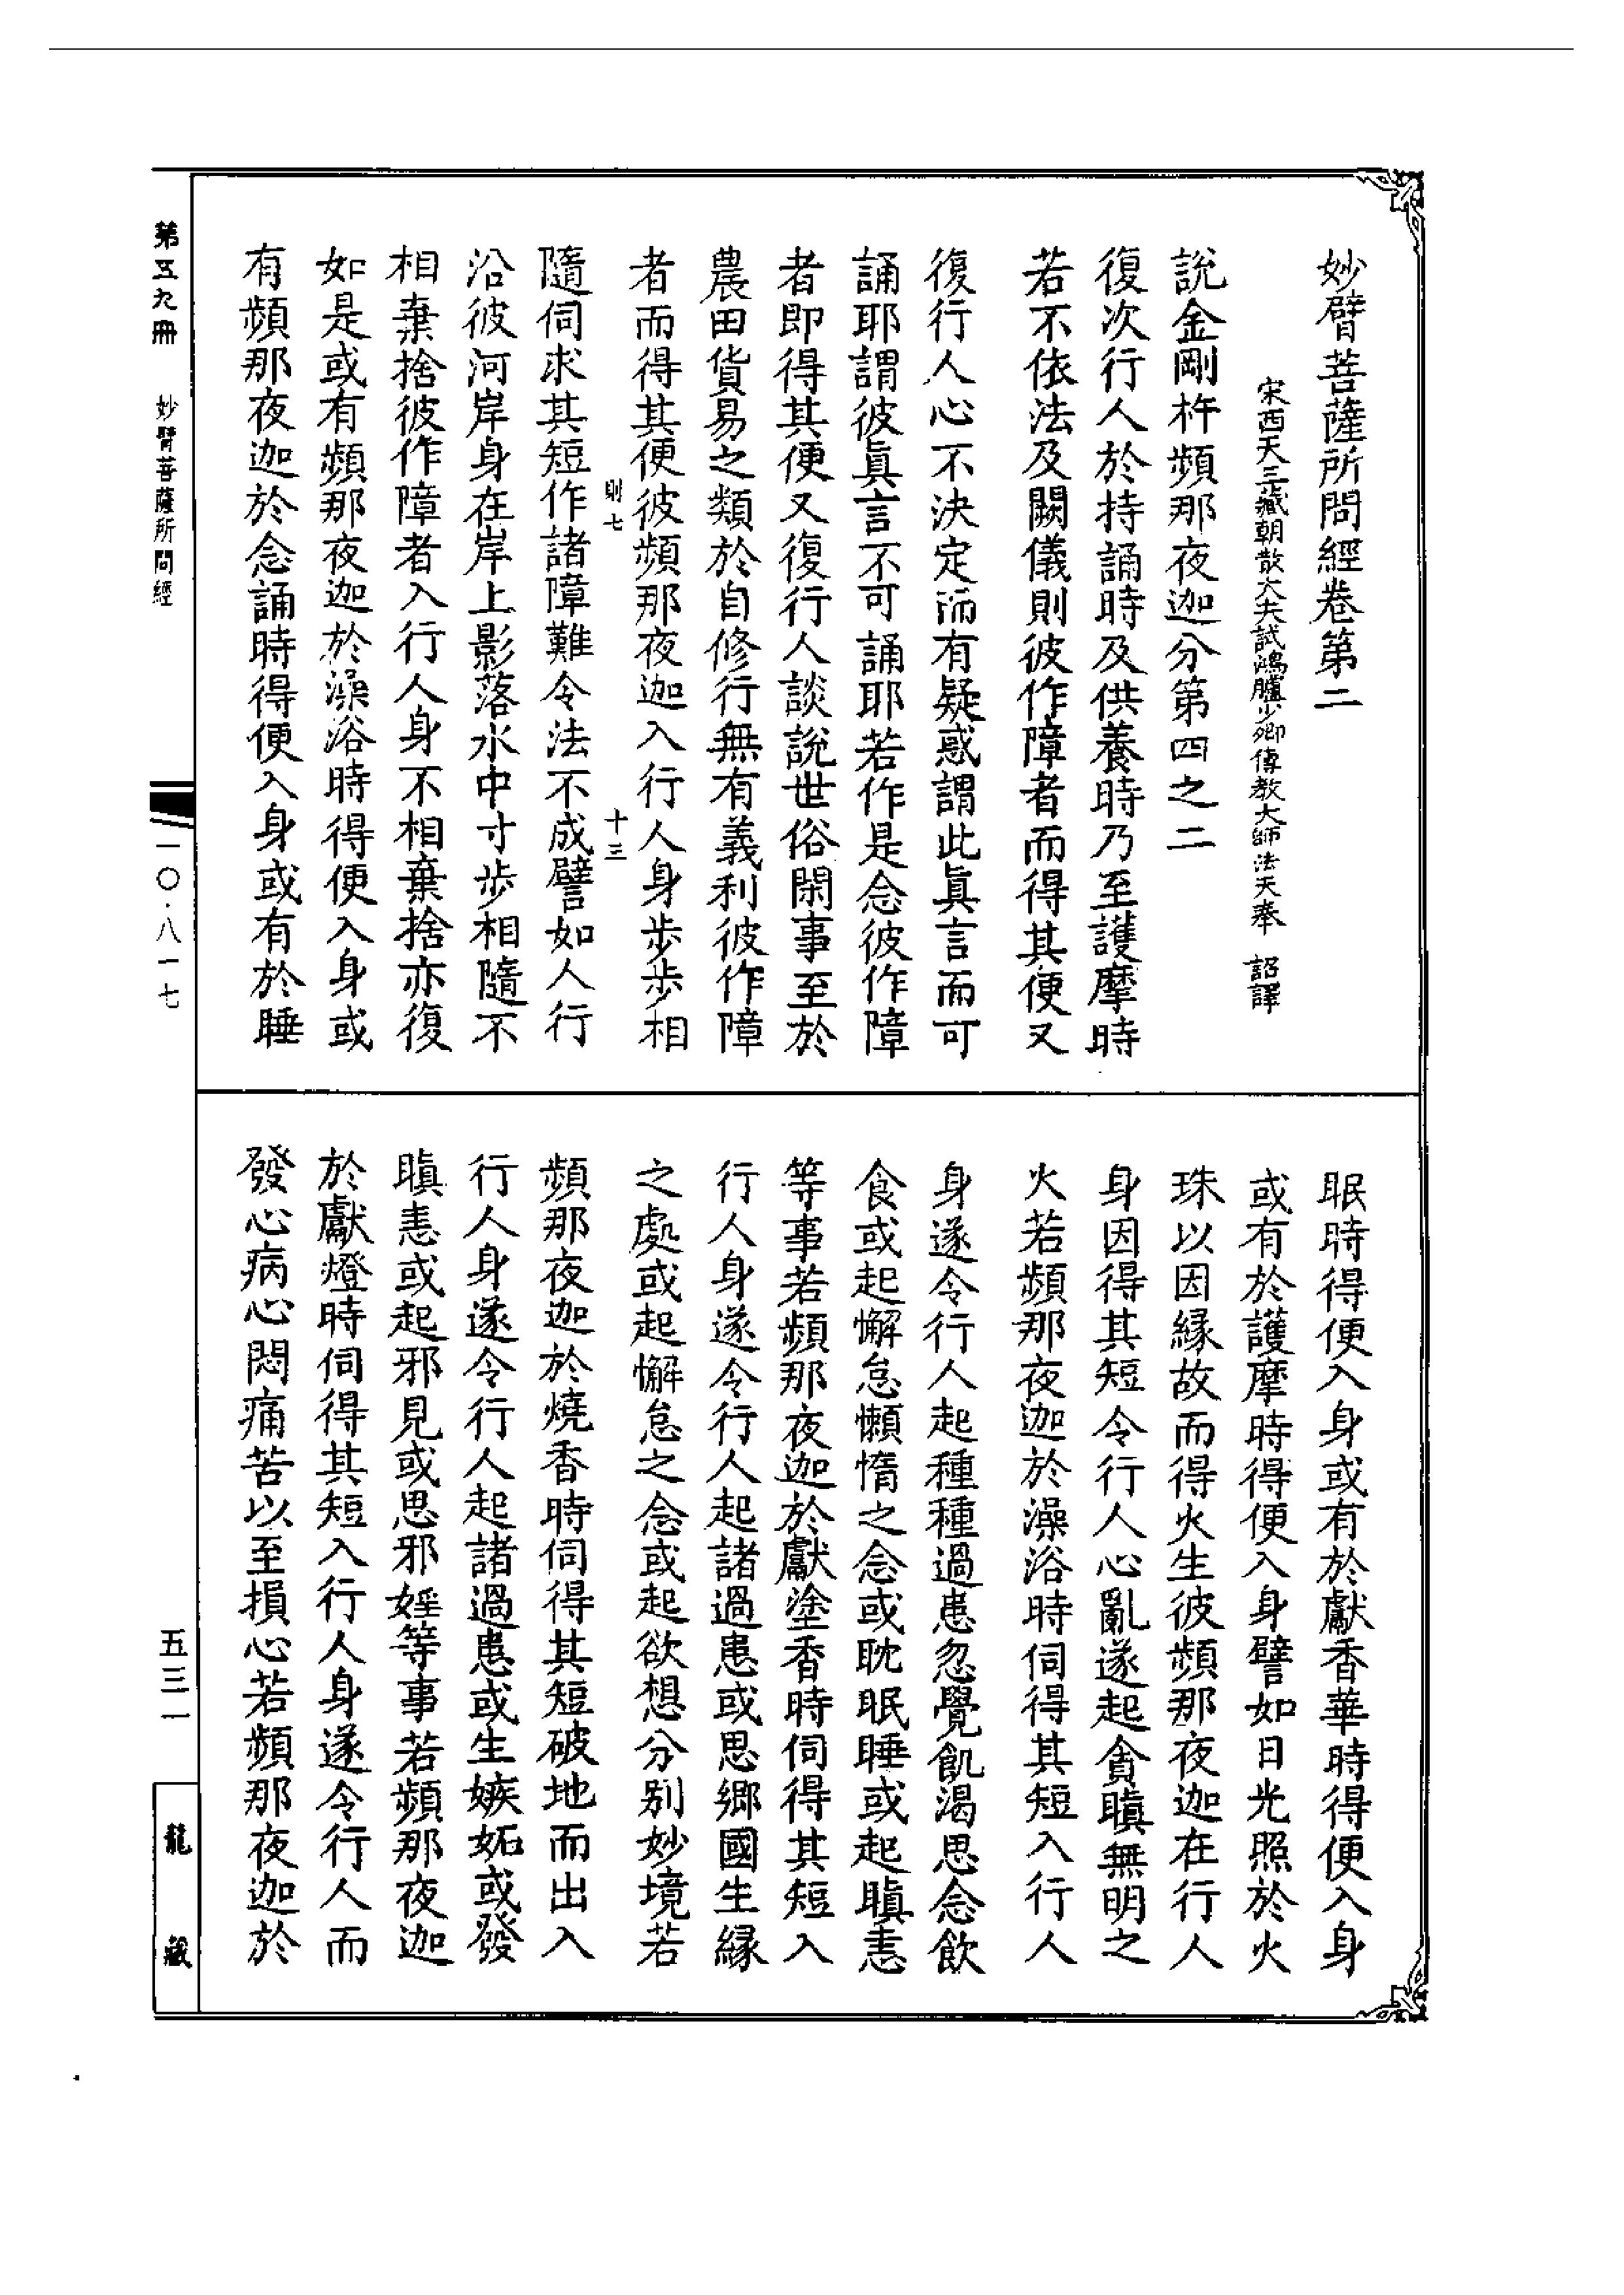 妙臂菩薩所問經卷第二
宋西天三藏朝散大夫試鴻臚少卿傳教大師法天奉 詔譯
說金剛杵頻那夜迦分第四之二
復次行人於持誦時及供養時乃至護摩時
若不依法及闕儀則彼作障者而得其便又
復行人心不決定而有疑惑謂此真言而可
誦耶謂彼真言不可誦耶若作是念彼作障
者即得其便又復行人談說世俗閑事至於
農田貨易之類於自修行無有義利彼作障
者而得其便彼頻那夜迦入行人身步步相
則七 十三
隨伺求其短作諸障難令法不成譬如人行
沿彼河岸身在岸上影落水中寸步相隨不
相棄捨彼作障者入行人身不相棄捨亦復
如是或有頻那夜迦於澡浴時得便入身或
有頻那夜迦於念誦時得便入身或有於睡
眠時得便入身或有於獻香華時得便入身
或有於護摩時得便入身譬如日光照於火
珠以因緣故而得火生彼頻那夜迦在行人
身因得其短令行人心亂遂起貪瞋無明之
火若頻那夜迦於澡浴時伺得其短入行人
身遂令行人起種種過患忽覺飢渴思念飲
食或起懈怠懶惰之念或耽眠睡或起瞋恚
等事若頻那夜迦於獻塗香時伺得其短入
行人身遂令行人起諸過患或思鄉國生緣
之處或起懈怠之念或起欲想分別妙境若
頻那夜迦於燒香時伺得其短破地而出入
行人身遂令行人起諸過患或生嫉妬或發
瞋恚或起邪見或思邪婬等事若頻那夜迦
於獻燈時伺得其短入行人身遂令行人而
發心病心悶痛苦以至損心若頻那夜迦於
第五九冊 妙臂菩薩所問經
一〇·八一七
五三一
龍藏